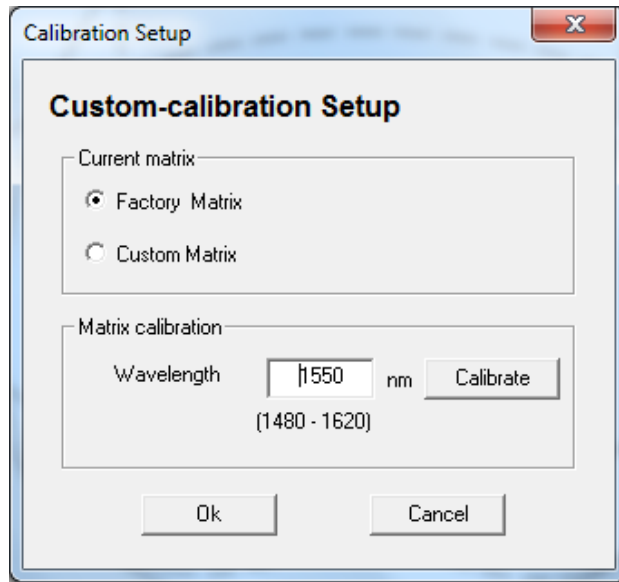 Calibration Setup
Custom-calibration Setup
Current matrix
Factory Matrix
Custom Matrix
Matrix calibration
Wavelength 1550 nm Calibrate
(1480 - 1620)
Ok Cancel